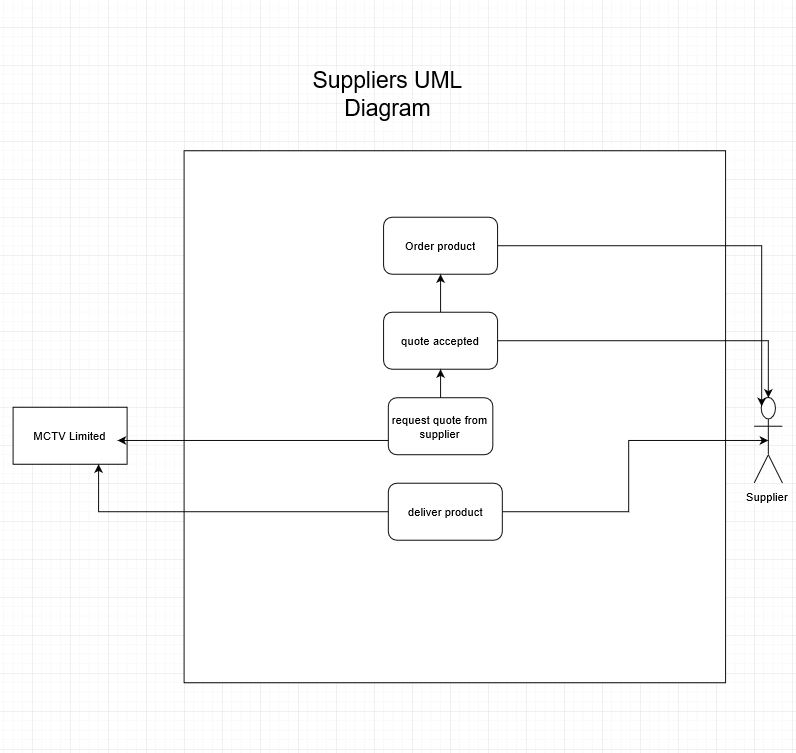 Suppliers UML
Diagram
Order product
quote accepted
request quote from
supplier
MCTV Limited
deliver product
Supplier